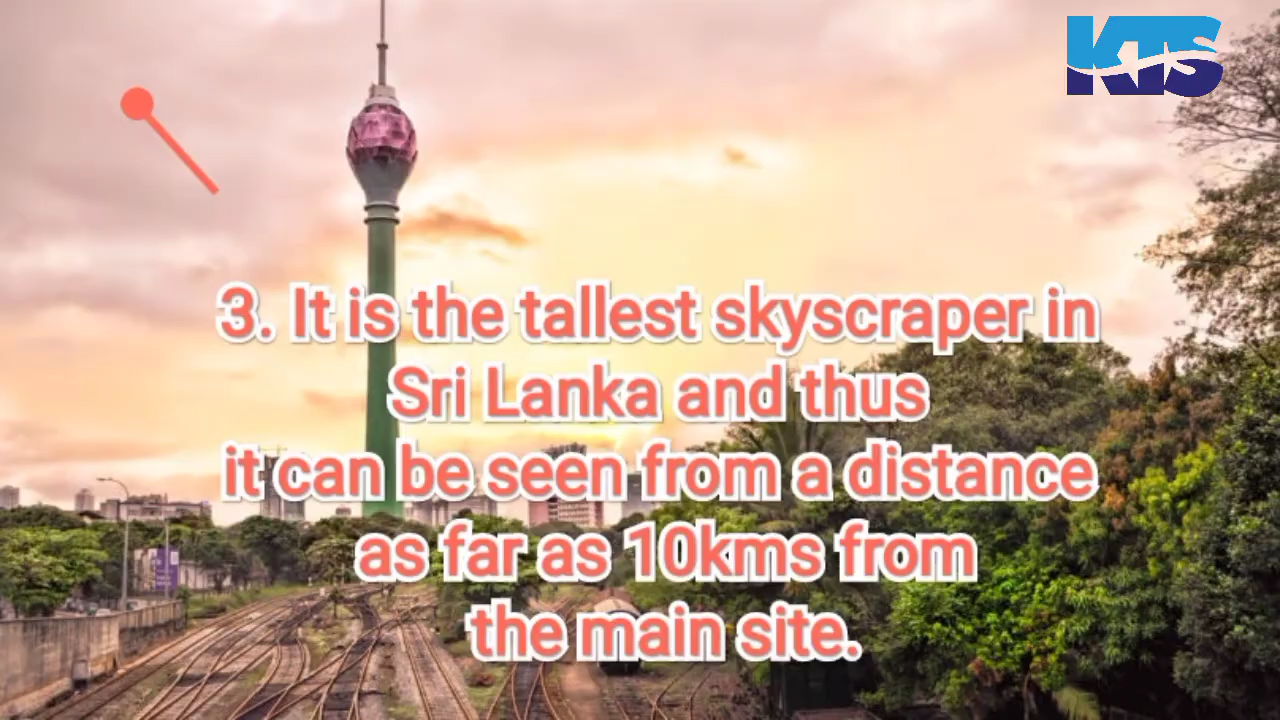 KTS
3. It is the tallest skyscraper in
Sri Lanka and thus
it can be seen from a distance
as far as 10kms from
the main site.